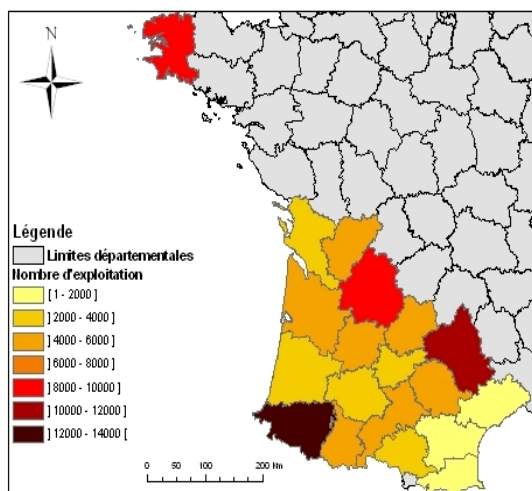 N
Légende
Limites départementales
Nombre d'exploitation
[ 1 - 2000 ]
] 2000 - 4000 ]
] 4000 - 6000 ]
] 6000 - 8000 ]
] 8000 - 10000 ]
] 10000 - 12000 ]
] 12000 - 14000 [
0 50 100 200 Km